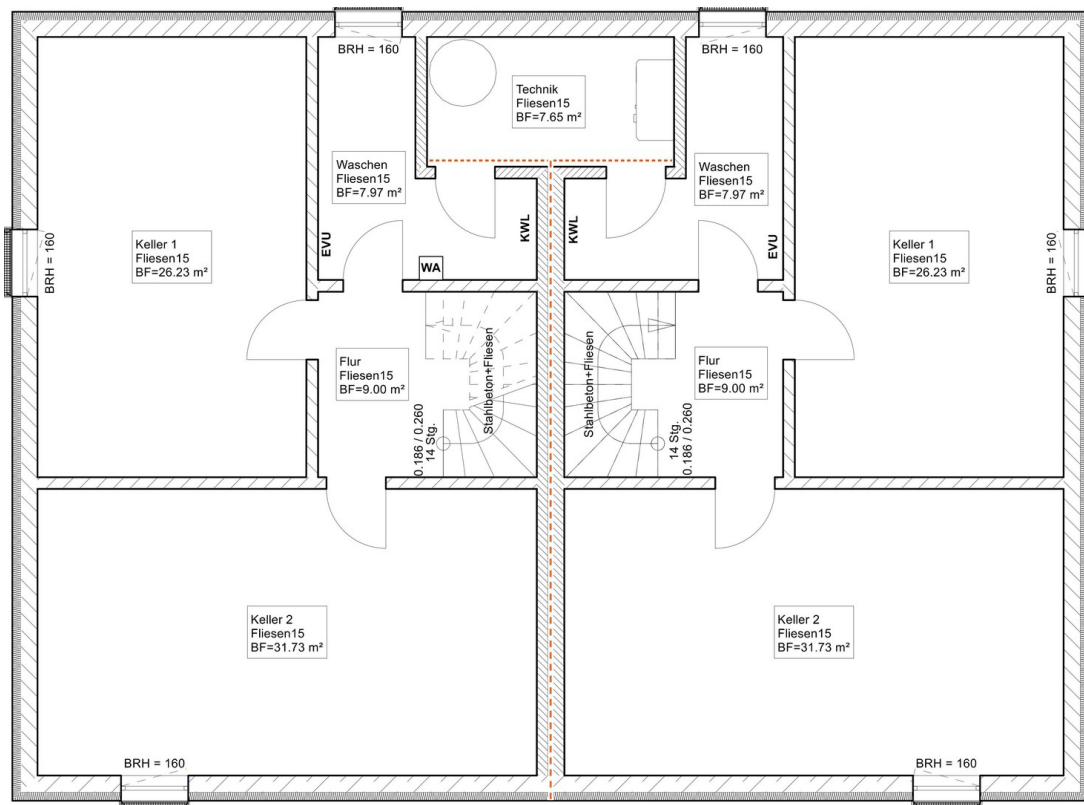 BRH = 160
BRH = 160
Technik
Fliesen15
BF=7.65 m²
Waschen
Fliesen15
BF=7.97 m²
Waschen
Fliesen15
BF=7.97 m²
EVU
KWL
KWL
EVU
WA
BRH = 160
Keller 1
Fliesen15
BF=26.23 m²
Keller 1
Fliesen15
BF=26.23 m²
BRH = 160
Flur
Fliesen15
BF=9.00 m²
Stahlbeton+Fliesen
0.186 / 0.260
14 Stg.
Stahlbeton+Fliesen
14 Stg.
0.186 / 0.260
Flur
Fliesen15
BF=9.00 m²
Keller 2
Fliesen15
BF=31.73 m²
Keller 2
Fliesen15
BF=31.73 m²
BRH = 160
BRH = 160